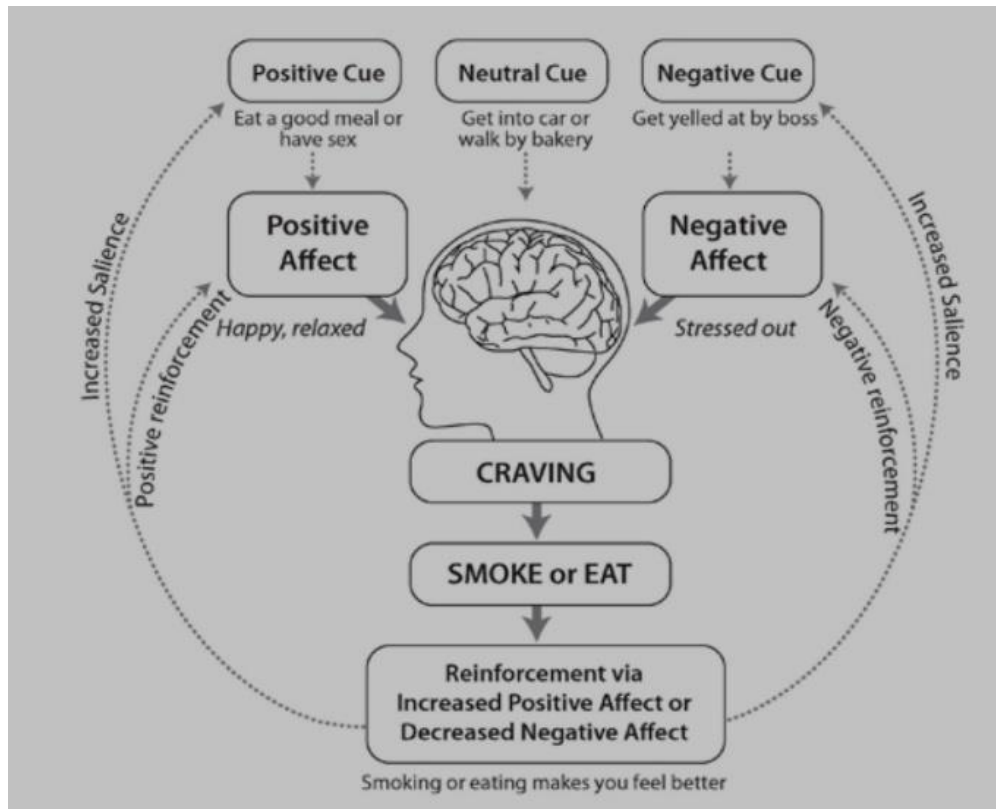 Positive Cue
Neutral Cue
Negative Cue
Eat a good meal or
have sex
Get into car or
walk by bakery
Get yelled at by boss
Positive
Affect
Negative
Affect
Happy, relaxed
Stressed out
Increased Salience
Positive reinforcement
Negative reinforcement
Increased Salience
CRAVING
SMOKE or EAT
Reinforcement via
Increased Positive Affect or
Decreased Negative Affect
Smoking or eating makes you feel better